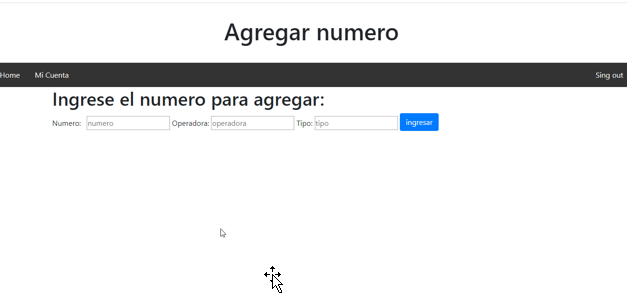 Agregar numero
Home Mi Cuenta Sing out
Ingrese el numero para agregar:
Numero: numero Operadora: operadora Tipo: tipo ingresar